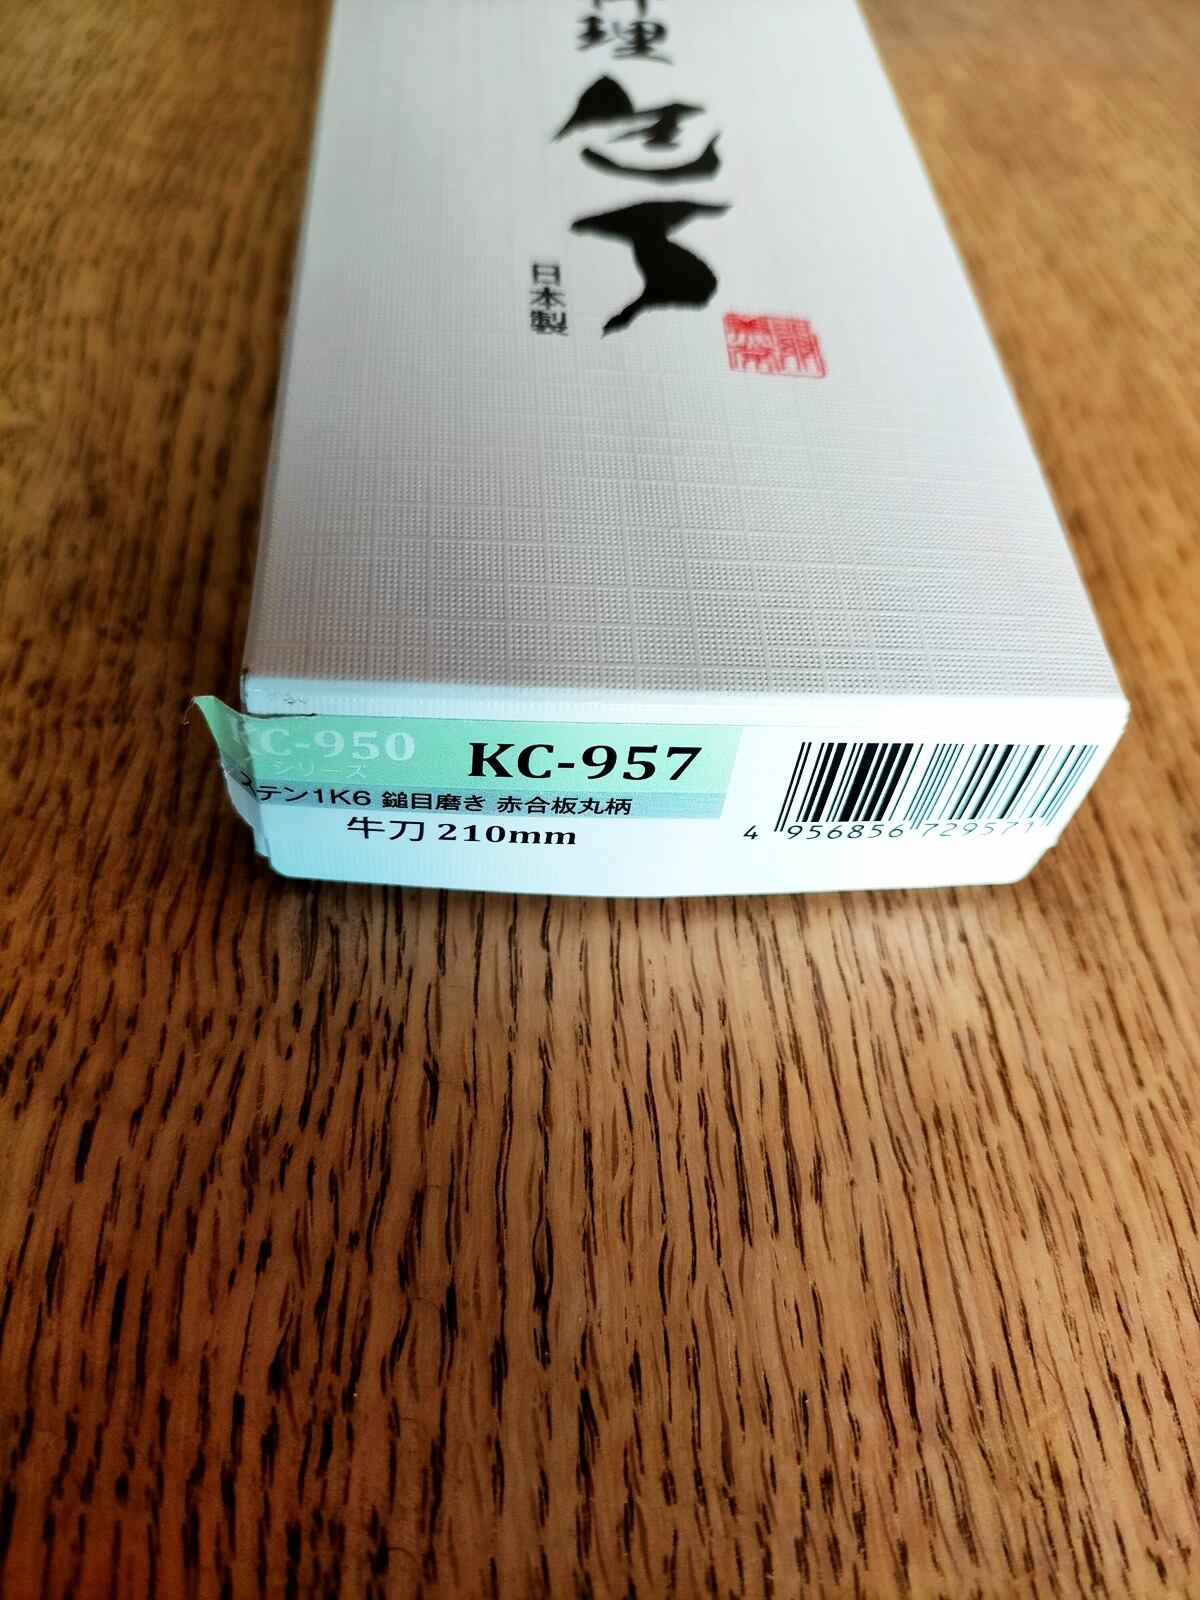 理包丁
日本製
KC-950 KC-957
シリーズ
テン1K6 鎚目磨き 赤合板丸柄
牛刀 210mm
4 956856 729571